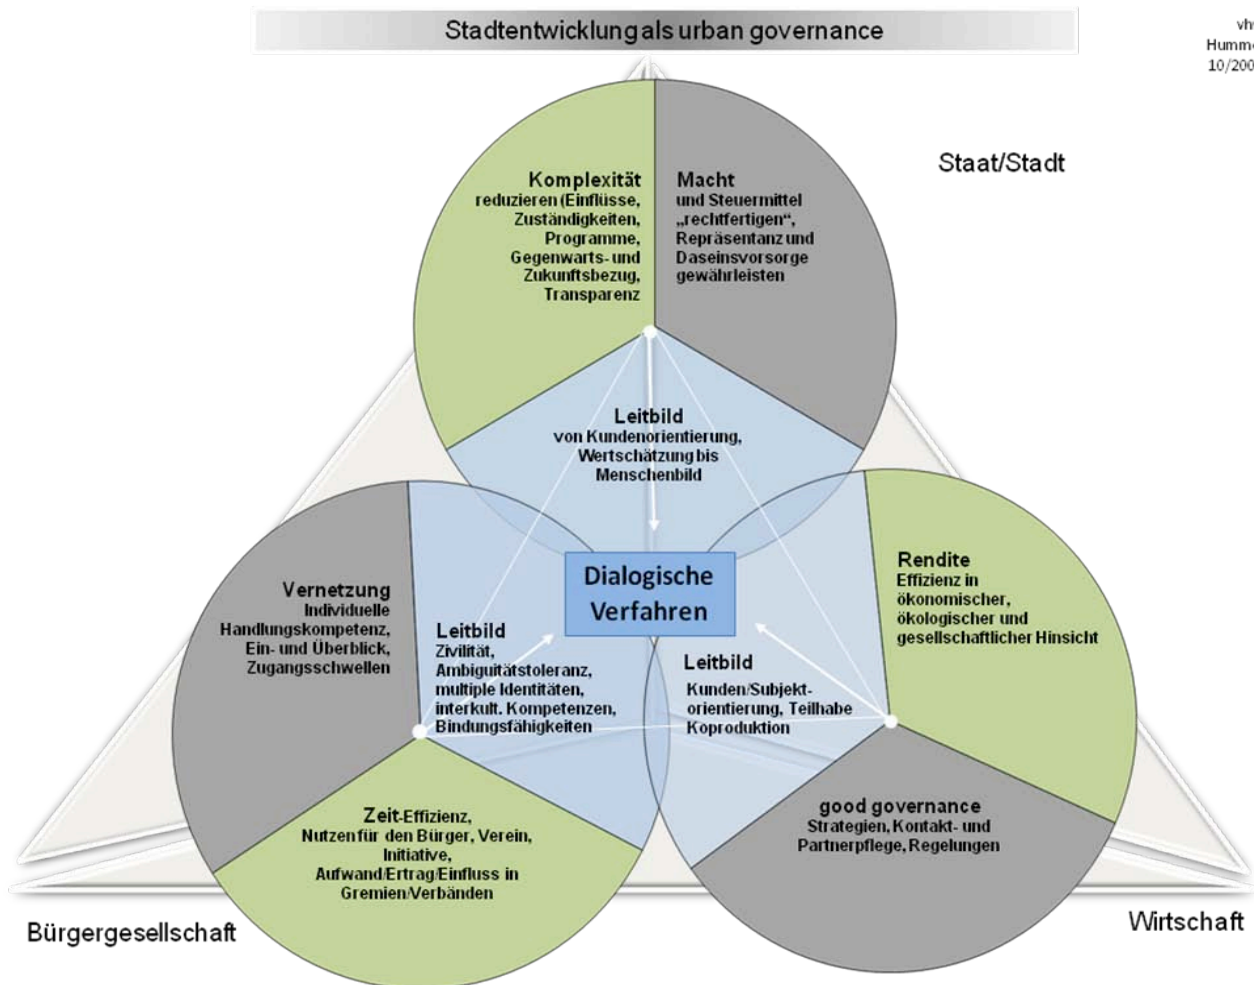 Stadtentwicklung als urban governance
Staat/Stadt
Komplexität
reduzieren (Einflüsse,
Zuständigkeiten,
Programme,
Gegenwarts- und
Zukunftsbezug,
Transparenz
Macht
und Steuermittel
„rechtfertigen“,
Repräsentanz und
Daseinsvorsorge
gewährleisten
Leitbild
von Kundenorientierung,
Wertschätzung bis
Menschenbild
Dialogische
Verfahren
Vernetzung
Individuelle
Handlungskompetenz,
Ein- und Überblick,
Zugangsschwellen
Leitbild
Zivilität,
Ambiguitätstoleranz,
multiple Identitäten,
interkult. Kompetenzen,
Bindungsfähigkeiten
Zeit-Effizienz,
Nutzen für den Bürger, Verein,
Initiative,
Aufwand/Ertrag/Einfluss in
Gremien/Verbänden
Leitbild
Kunden/Subjekt-
orientierung, Teilhabe
Koproduktion
Rendite
Effizienz in
ökonomischer,
ökologischer und
gesellschaftlicher Hinsicht
good governance
Strategien, Kontakt- und
Partnerpflege, Regelungen
Bürgergesellschaft
Wirtschaft